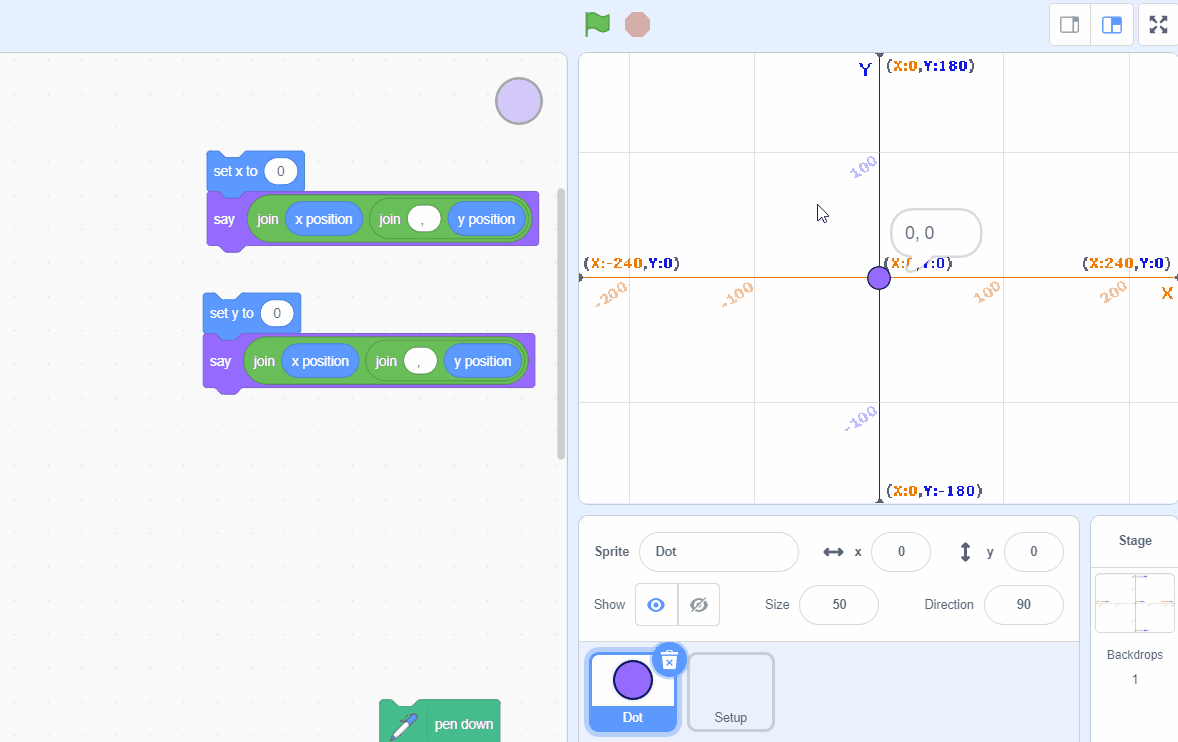 set x to 0
say join x position join , y position
set y to 0
say join x position join , y position
pen down
Y (X:0,Y:180)
100
0, 0
(X:-240,Y:0)
(X:240,Y:0)
-200
-100
100
200
X
-100
(X:0,Y:-180)
Sprite Dot x 0 y 0
Show Size 50 Direction 90
Dot
Setup
Stage
Backdrops
1